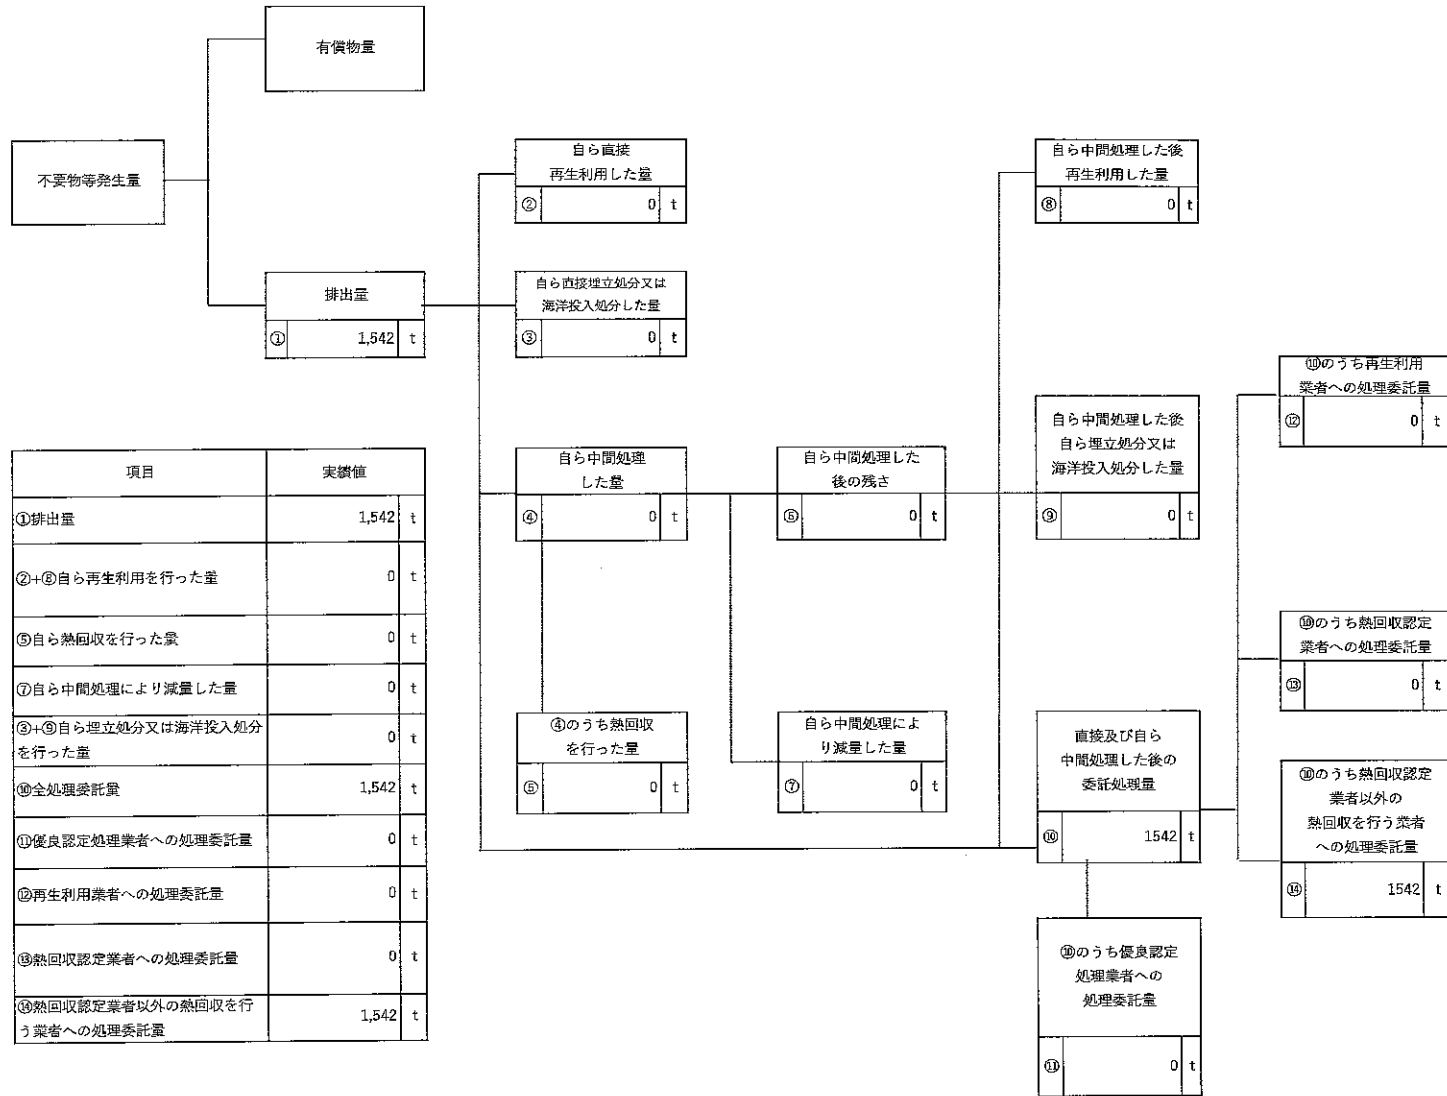 有償物量
不要物等発生量
排出量
① 1,542 t
自ら直接
再生利用した量
② 0 t
自ら直接埋立処分又は
海洋投入処分した量
③ 0 t
自ら中間処理
した量
④ 0 t
④のうち熱回収
を行った量
⑤ 0 t
自ら中間処理した
後の残さ
⑥ 0 t
自ら中間処理によ
り減量した量
⑦ 0 t
自ら中間処理した後
再生利用した量
⑧ 0 t
自ら中間処理した後
自ら埋立処分又は
海洋投入処分した量
⑨ 0 t
直接及び自ら
中間処理した後の
委託処理量
⑩ 1542 t
⑩のうち優良認定
処理業者への
処理委託量
⑪ 0 t
⑩のうち再生利用
業者への処理委託量
⑫ 0 t
⑩のうち熱回収認定
業者への処理委託量
⑬ 0 t
⑩のうち熱回収認定
業者以外の
熱回収を行う業者
への処理委託量
⑭ 1542 t
項目 実績値
①排出量 1,542 t
②+⑧自ら再生利用を行った量 0 t
⑤自ら熱回収を行った量 0 t
⑦自ら中間処理により減量した量 0 t
③+⑨自ら埋立処分又は海洋投入処分
を行った量 0 t
⑩全処理委託量 1,542 t
⑪優良認定処理業者への処理委託量 0 t
⑫再生利用業者への処理委託量 0 t
⑬熱回収認定業者への処理委託量 0 t
⑭熱回収認定業者以外の熱回収を行
う業者への処理委託量 1,542 t